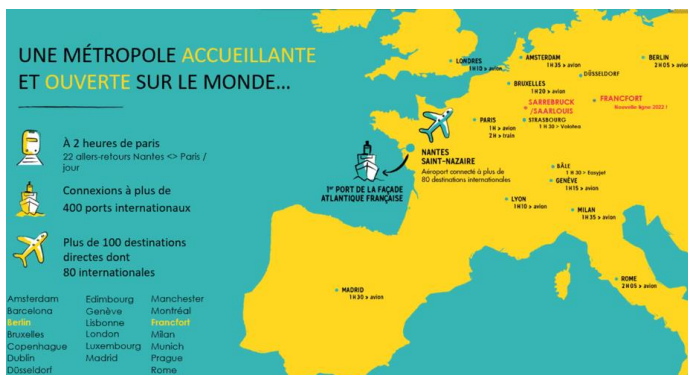 UNE MÉTROPOLE ACCUEILLANTE
ET OUVERTE SUR LE MONDE...
À 2 heures de paris
22 allers-retours Nantes <> Paris /
jour
Connexions à plus de
400 ports internationaux
Plus de 100 destinations
directes dont
80 internationales
Amsterdam
Barcelona
Berlin
Bruxelles
Copenhague
Dublin
Düsseldorf
Edimbourg
Genève
Lisbonne
London
Luxembourg
Madrid
Manchester
Montréal
Francfort
Milan
Munich
Prague
Rome
LONDRES
1H10 > avion
AMSTERDAM
1H35 > avion
BERLIN
2H05 > avion
DÜSSELDORF
BRUXELLES
1H20 > avion
SARREBRUCK
/SAARLOUIS
FRANCFORT
Nouvelle ligne 2022 !
PARIS
1H > avion
2H > train
STRASBOURG
1H 30 > Volotea
NANTES
SAINT-NAZAIRE
Aéroport connecté à plus de
80 destinations internationales
1er PORT DE LA FAÇADE
ATLANTIQUE FRANÇAISE
BÂLE
1H 30 > Easyjet
GENÈVE
1H15 > avion
LYON
1H10 > avion
MILAN
1H35 > avion
MADRID
1H30 > avion
ROME
2H05 > avion